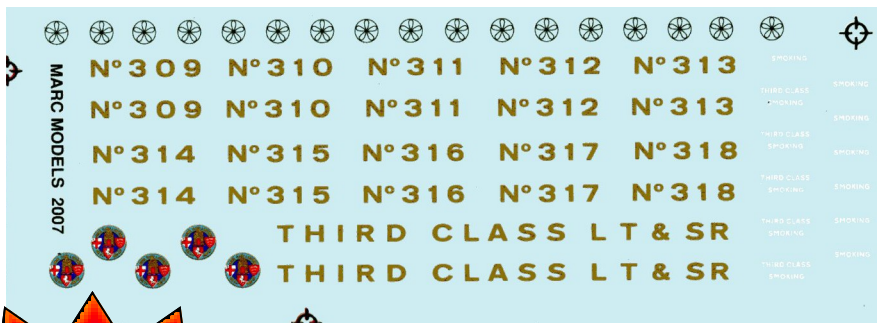 MARC MODELS 2007
Nº309 Nº310 Nº311 Nº312 Nº313
Nº309 Nº310 Nº311 Nº312 Nº313
Nº314 Nº315 Nº316 Nº317 Nº318
Nº314 Nº315 Nº316 Nº317 Nº318
THIRD CLASS LT & SR
THIRD CLASS LT & SR
SMOKING
THIRD CLASS
SMOKING
THIRD CLASS
SMOKING
THIRD CLASS
SMOKING
THIRD CLASS
SMOKING
THIRD CLASS
SMOKING
SMOKING
SMOKING
SMOKING
SMOKING
SMOKING
SMOKING